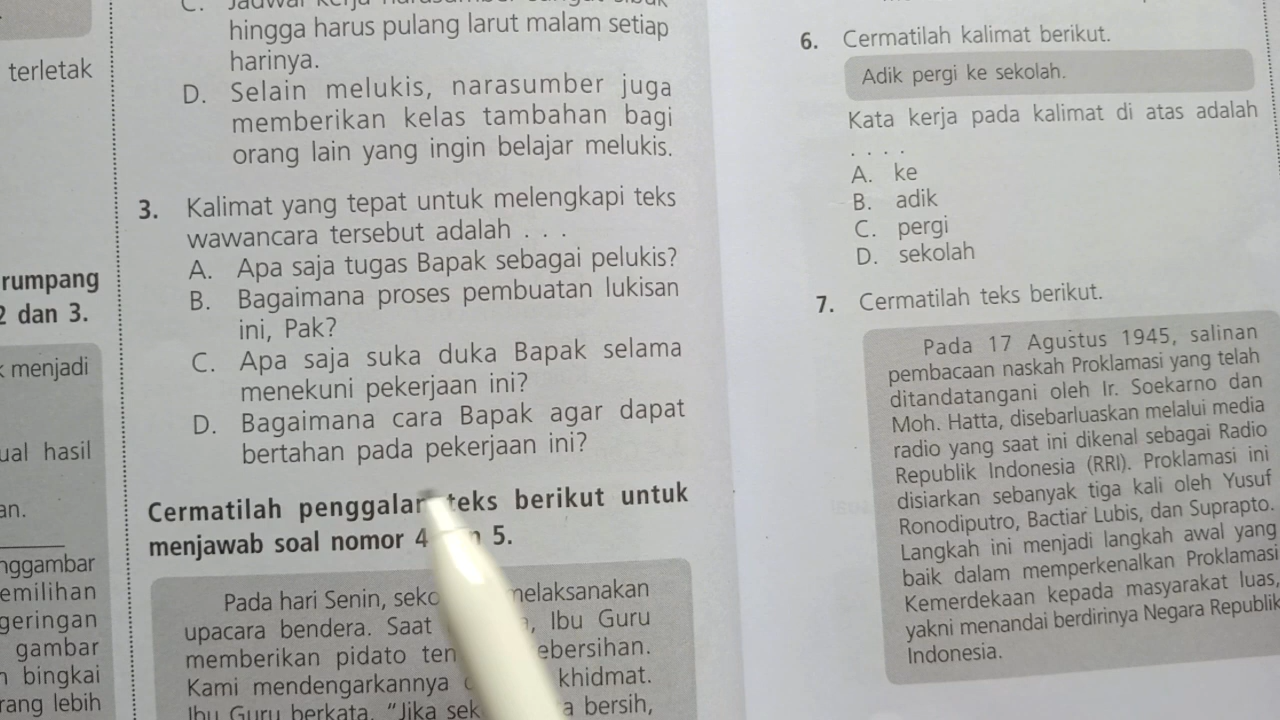 terletak
rumpang
2 dan 3.
menjadi
ual hasil
an.
nggambar
emilihan
geringan
gambar
bingkai
rang lebih
C.
hingga harus pulang larut malam setiap
harinya.
D. Selain melukis, narasumber juga
memberikan kelas tambahan bagi
orang lain yang ingin belajar melukis.
3. Kalimat yang tepat untuk melengkapi teks
wawancara tersebut adalah . . .
A. Apa saja tugas Bapak sebagai pelukis?
B. Bagaimana proses pembuatan lukisan
ini, Pak?
C. Apa saja suka duka Bapak selama
menekuni pekerjaan ini?
D. Bagaimana cara Bapak agar dapat
bertahan pada pekerjaan ini?
Cermatilah penggalan teks berikut untuk
menjawab soal nomor 4 5.
Pada hari Senin, melaksanakan
upacara bendera. Saat Ibu Guru
memberikan pidato ebersihan.
Kami mendengarkannya khidmat.
Ibu Guru berkata, "Jika bersih,
6. Cermatilah kalimat berikut.
Adik pergi ke sekolah.
Kata kerja pada kalimat di atas adalah
. . . .
A. ke
B. adik
C. pergi
D. sekolah
7. Cermatilah teks berikut.
Pada 17 Agustus 1945, salinan
pembacaan naskah Proklamasi yang telah
ditandatangani oleh Ir. Soekarno dan
Moh. Hatta, disebarluaskan melalui media
radio yang saat ini dikenal sebagai Radio
Republik Indonesia (RRI). Proklamasi ini
disiarkan sebanyak tiga kali oleh Yusuf
Ronodiputro, Bactiar Lubis, dan Suprapto.
Langkah ini menjadi langkah awal yang
baik dalam memperkenalkan Proklamasi
Kemerdekaan kepada masyarakat luas,
yakni menandai berdirinya Negara Republik
Indonesia.